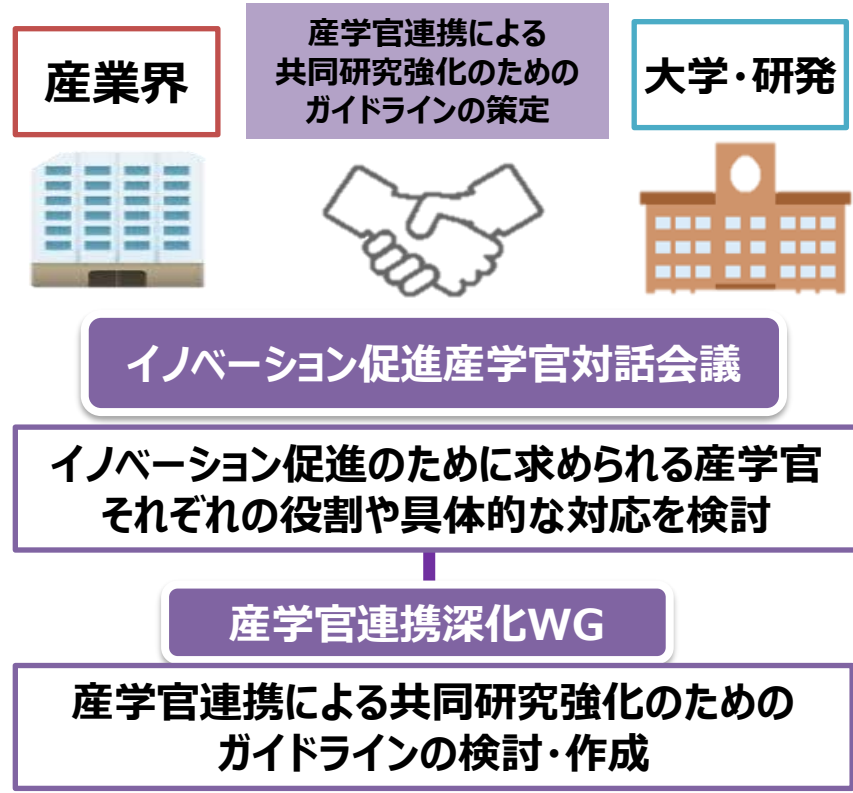 産業界
産学官連携による
共同研究強化のための
ガイドラインの策定
大学・研発
イノベーション促進産学官対話会議
イノベーション促進のために求められる産学官
それぞれの役割や具体的な対応を検討
産学官連携深化WG
産学官連携による共同研究強化のための
ガイドラインの検討・作成